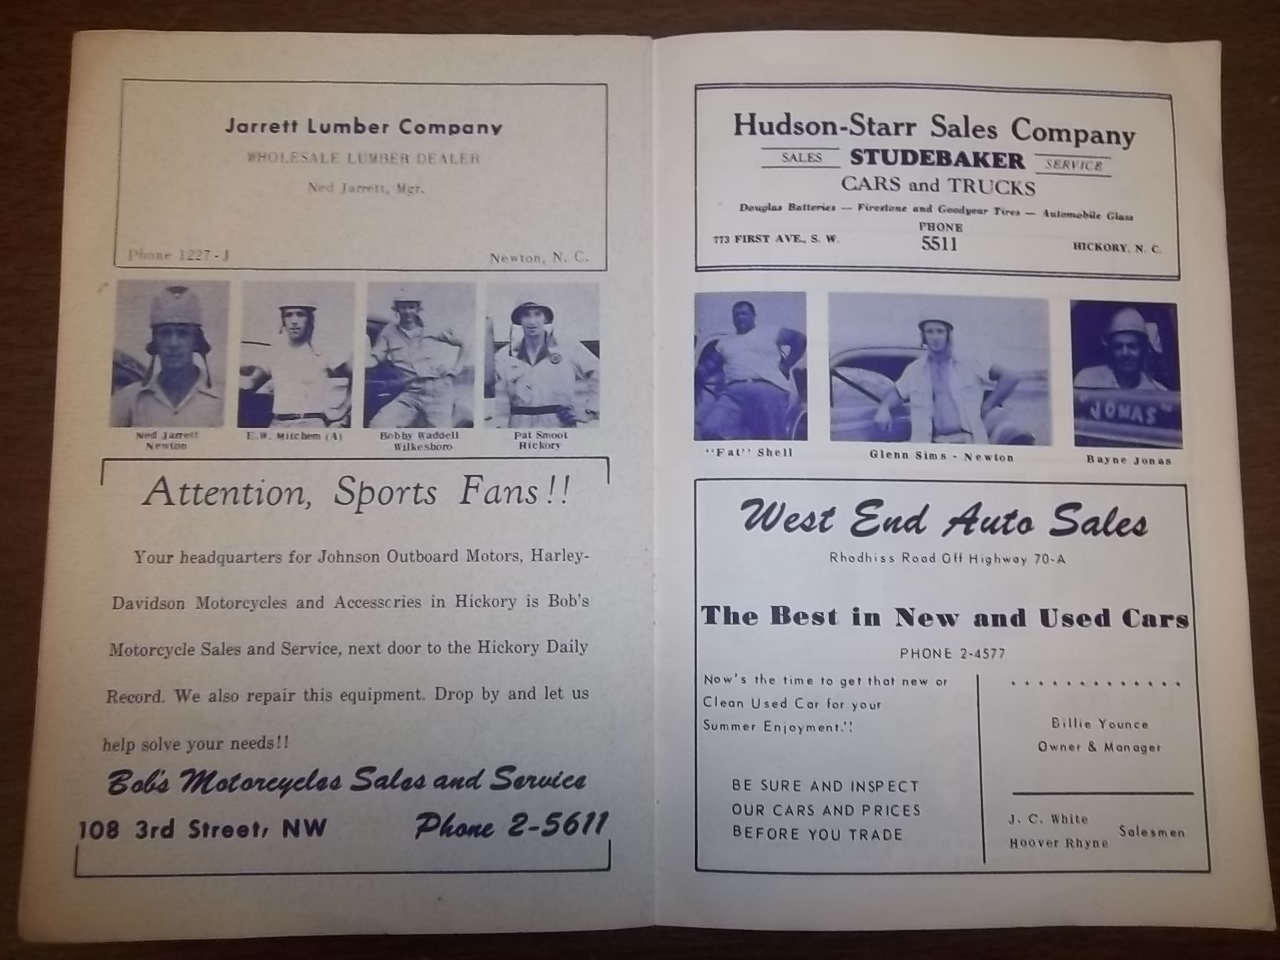 Jarrett Lumber Company
WHOLESALE LUMBER DEALER
Ned Jarrett, Mgr.
Phone 1227-J
Newton, N. C.
Ned Jarrett
Newton
E.W. Mitchem (A)
Bobby Waddell
Wilkesboro
Pat Smoot
Hickory
Attention, Sports Fans!!
Your headquarters for Johnson Outboard Motors, Harley-
Davidson Motorcycles and Accessories in Hickory is Bob's
Motorcycle Sales and Service, next door to the Hickory Daily
Record. We also repair this equipment. Drop by and let us
help solve your needs!!
Bob's Motorcycles Sales and Service
108 3rd Street, NW
Phone 2-5611
Hudson-Starr Sales Company
SALES STUDEBAKER SERVICE
CARS and TRUCKS
Douglas Batteries — Firestone and Goodyear Tires — Automobile Glass
773 FIRST AVE., S. W.
PHONE
5511
HICKORY, N. C.
"JONAS"
"Fat" Shell
Glenn Sims - Newton
Bayne Jonas
West End Auto Sales
Rhodhiss Road Off Highway 70-A
The Best in New and Used Cars
PHONE 2-4577
Now's the time to get that new or
Clean Used Car for your
Summer Enjoyment.!!
BE SURE AND INSPECT
OUR CARS AND PRICES
BEFORE YOU TRADE
Billie Younce
Owner & Manager
J. C. White
Hoover Rhyne
Salesmen